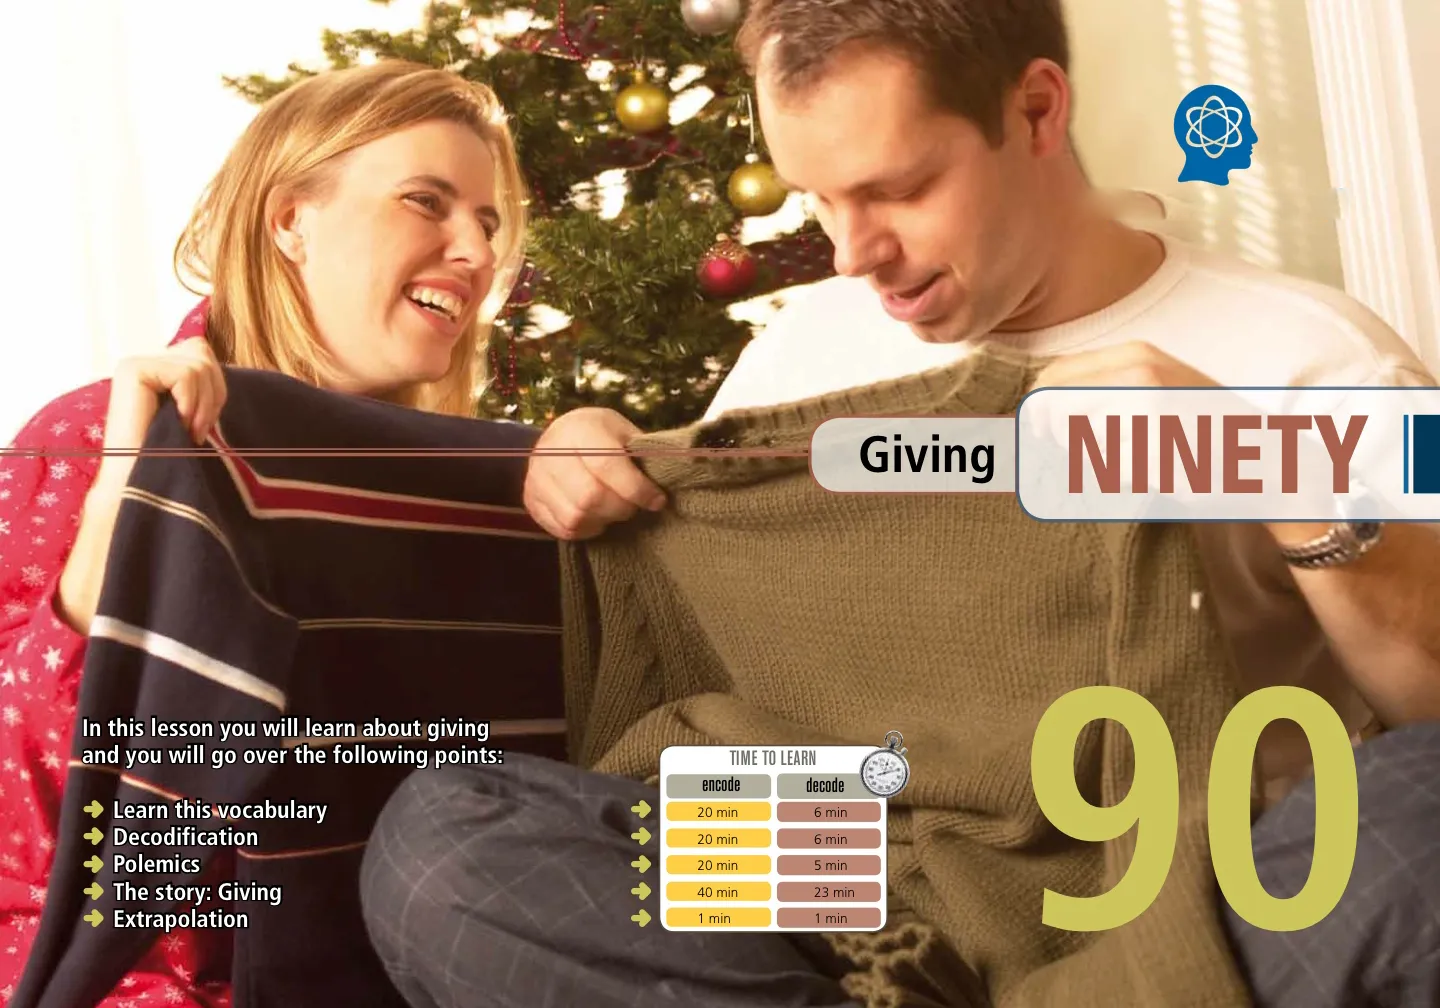 Giving
NINETY
90
In this lesson you will learn about giving
and you will go over the following points:
Learn this vocabulary
Decodification
Polemics
The story: Giving
Extrapolation
TIME TO LEARN
encode decode
20 min 6 min
20 min 6 min
20 min 5 min
40 min 23 min
1 min 1 min